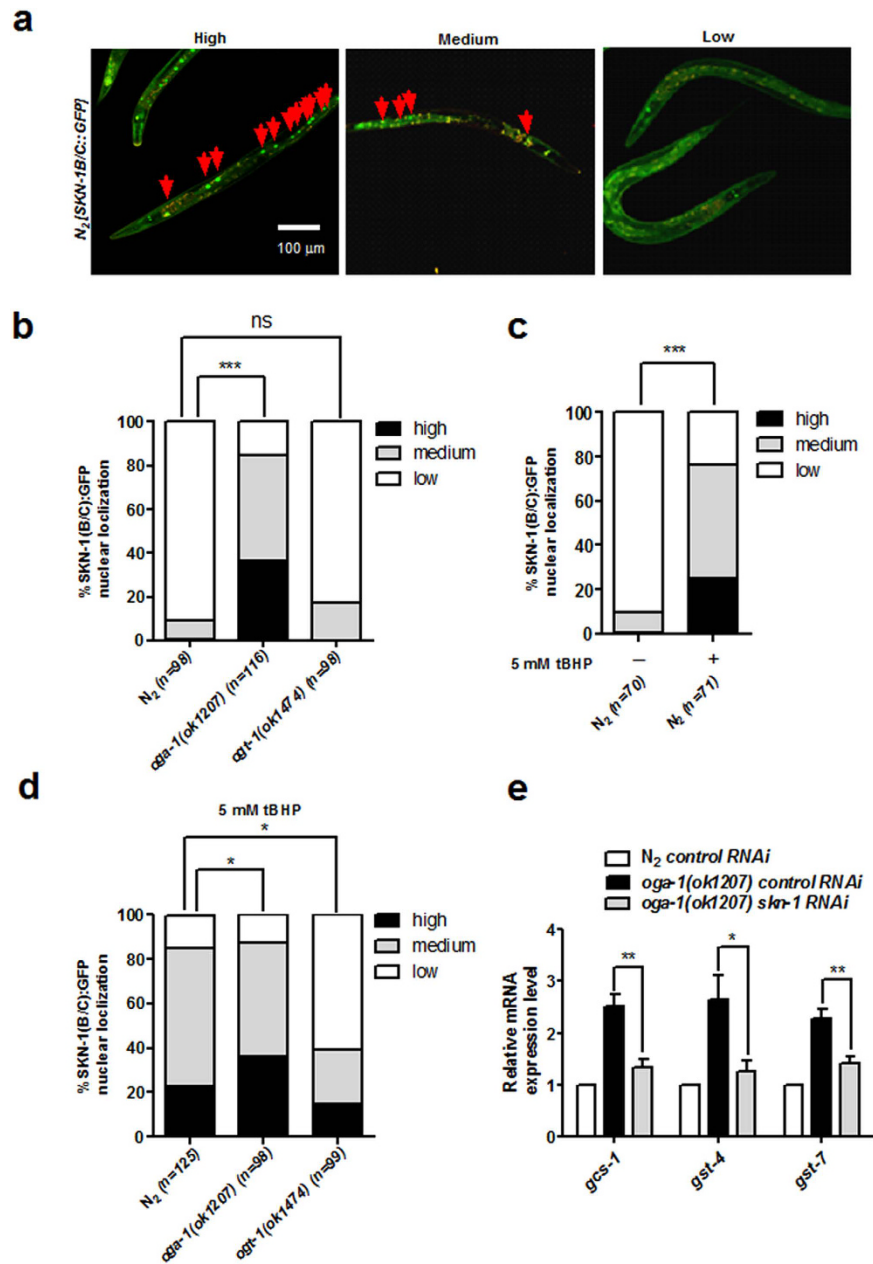 a
High
Medium
Low
N2[SKN-1B/C::GFP]
100 μm
b
ns
***
100
80
60
40
20
0
% SKN-1(B/C):GFP
nuclear loclization
high
medium
low
N2 (n=98)
oga-1(ok1207) (n=116)
ogt-1(ok1474) (n=98)
c
***
100
80
60
40
20
0
% SKN-1(B/C):GFP
nuclear localization
high
medium
low
5 mM tBHP
–
+
N2 (n=70)
N2 (n=71)
d
5 mM tBHP
*
*
100
80
60
40
20
0
% SKN-1(B/C):GFP
nuclear loclization
high
medium
low
N2 (n=125)
oga-1(ok1207) (n=98)
ogt-1(ok1474) (n=99)
e
N2 control RNAi
oga-1(ok1207) control RNAi
oga-1(ok1207) skn-1 RNAi
4
3
2
1
0
Relative mRNA
expression level
**
*
**
gcs-1
gst-4
gst-7